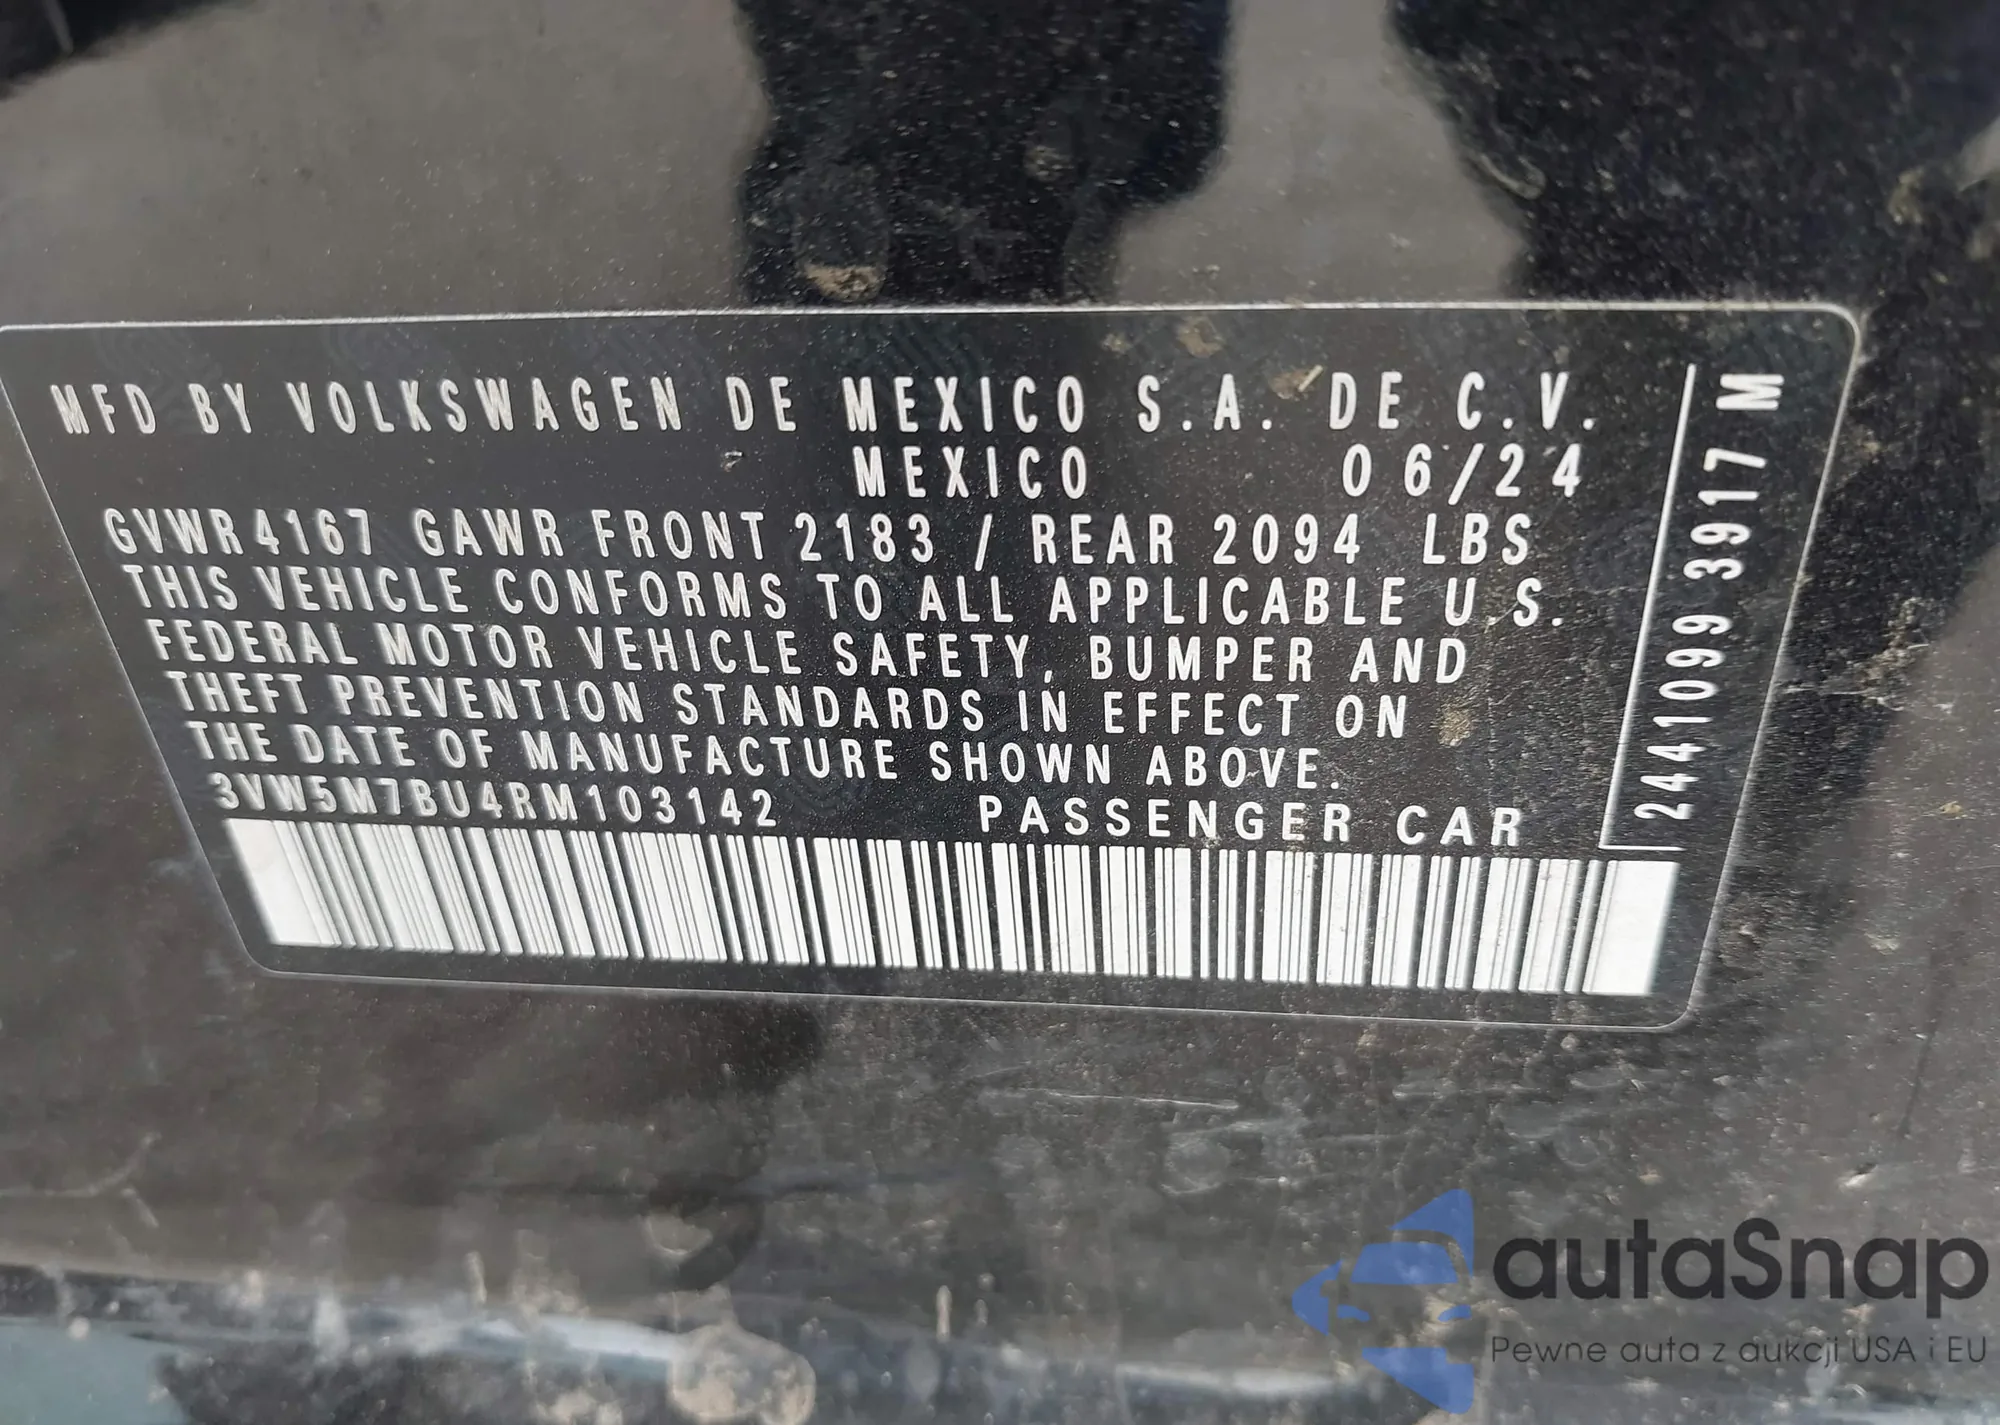 MFD BY VOLKSWAGEN DE MEXICO S.A. DE C.V.
MEXICO 06/24
GVWR 4167 GAWR FRONT 2183 / REAR 2094 LBS
THIS VEHICLE CONFORMS TO ALL APPLICABLE U S.
FEDERAL MOTOR VEHICLE SAFETY, BUMPER AND
THEFT PREVENTION STANDARDS IN EFFECT ON
THE DATE OF MANUFACTURE SHOWN ABOVE.
3VW5M7BU4RM103142 PASSENGER CAR
2441099 3917 M
autaSnap
Pewne auta z aukcji USA i EU